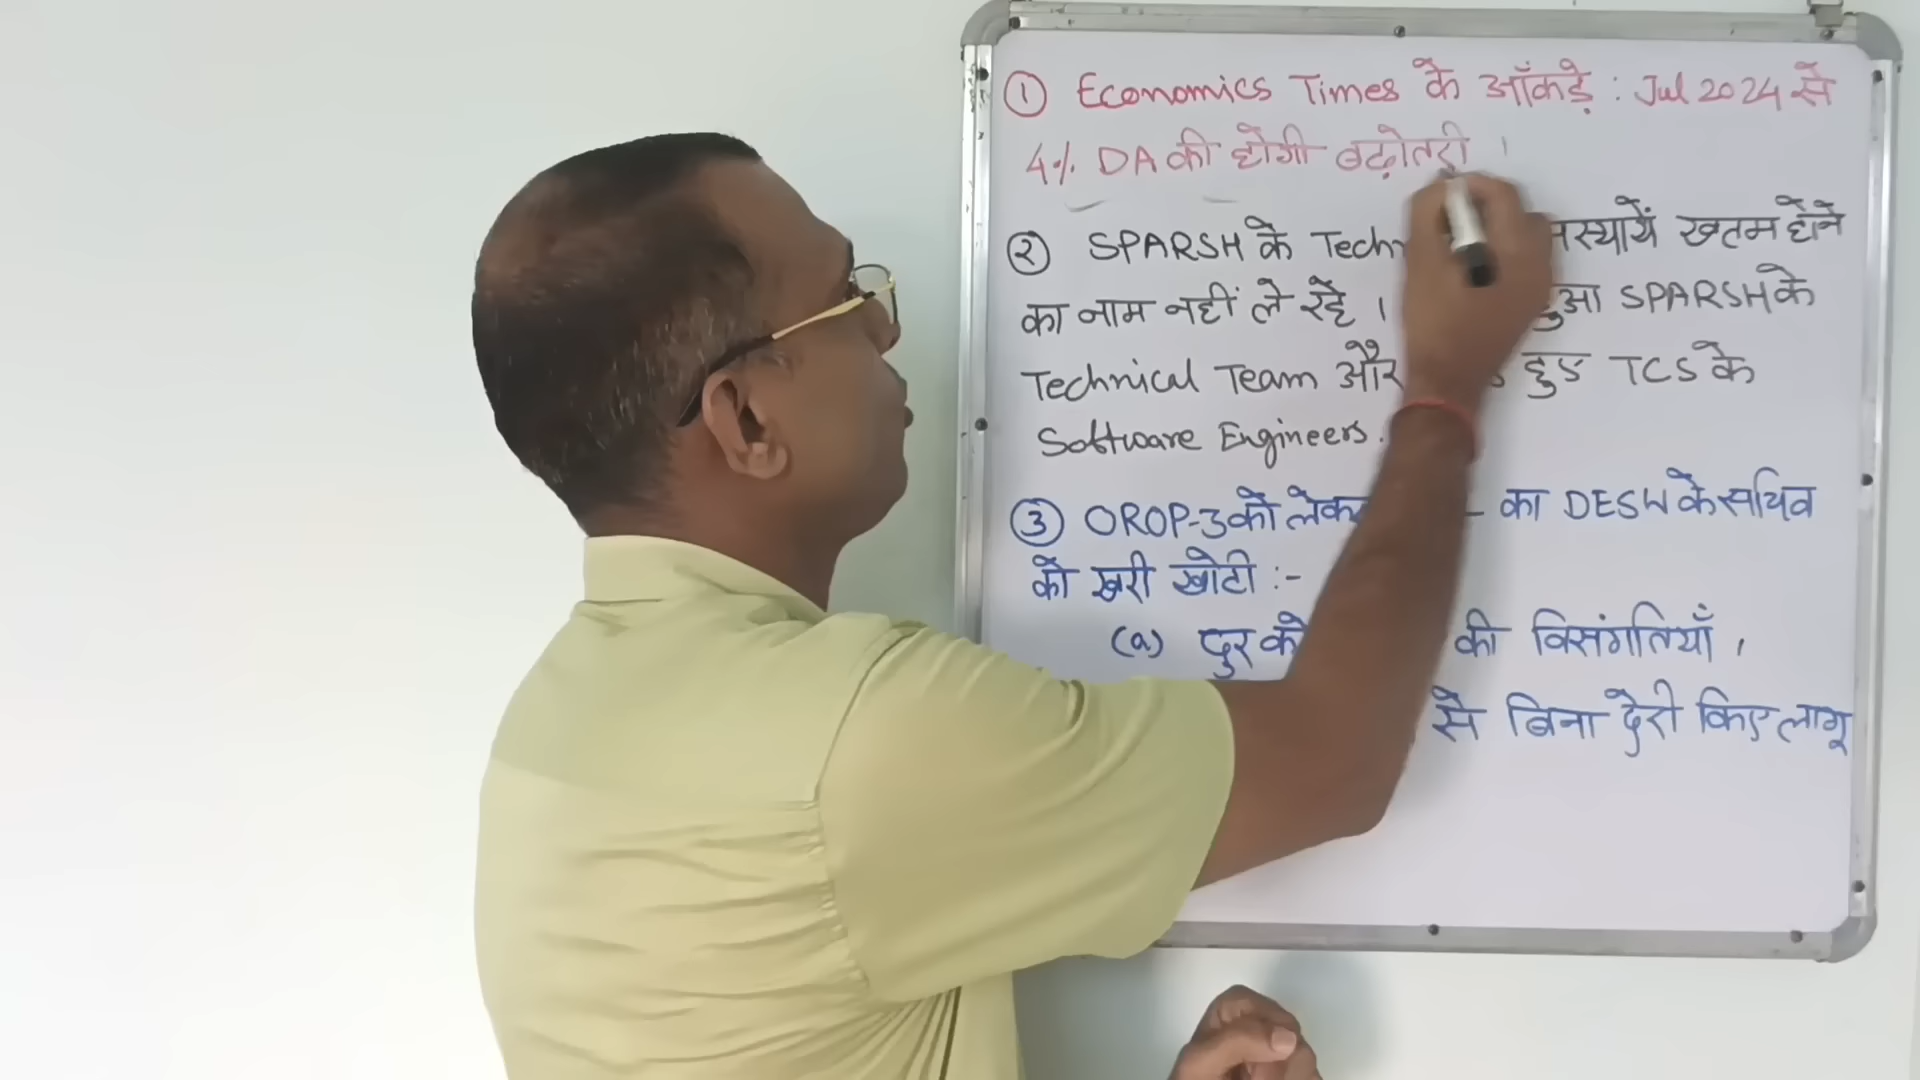 ① Economics Times के आँकड़े : Jul 2024 से
4% DA की होगी बढ़ोतरी ।
② SPARSH के खतम होने
का नाम नहीं ले रहे । SPARSH के
Technical Team और हुए TCS के
Software Engineers.
③ OROP-3 को का DESW के सचिव
को खरी खोटी :-
(a) दूर की विसंगतियाँ ।
से बिना देरी किए लागू